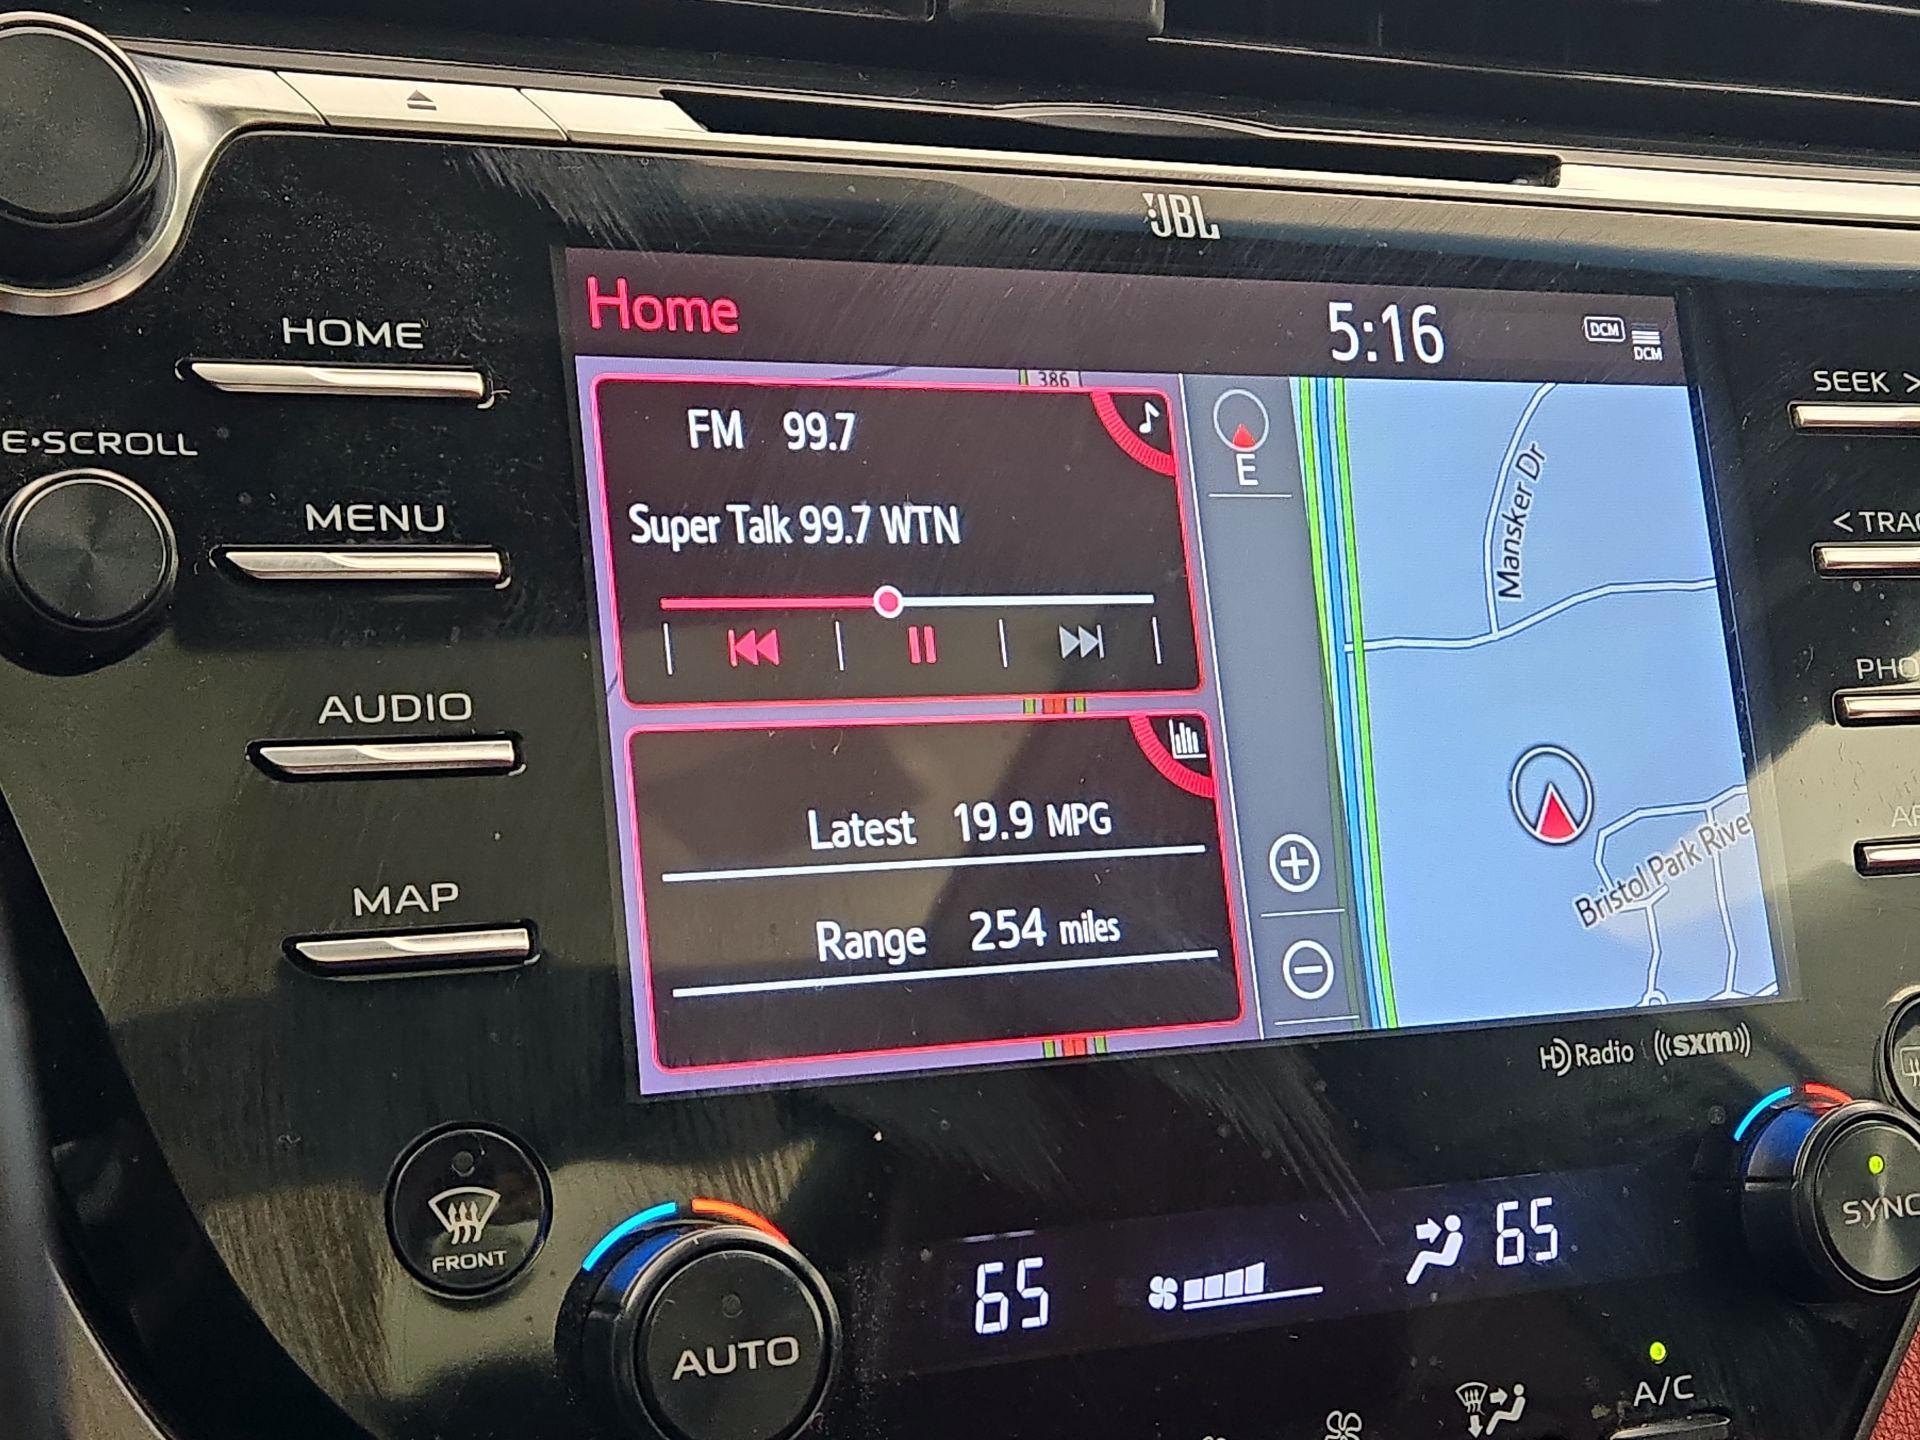 JBL
HOME
E•SCROLL
MENU
AUDIO
MAP
Home
5:16
DCM
DCM
386
FM 99.7
Super Talk 99.7 WTN
Latest 19.9 MPG
Range 254 miles
E
Mansker Dr
Bristol Park River
SEEK >
< TRAC
PHO
HD Radio
((sxm))
FRONT
AUTO
65
65
SYNC
A/C